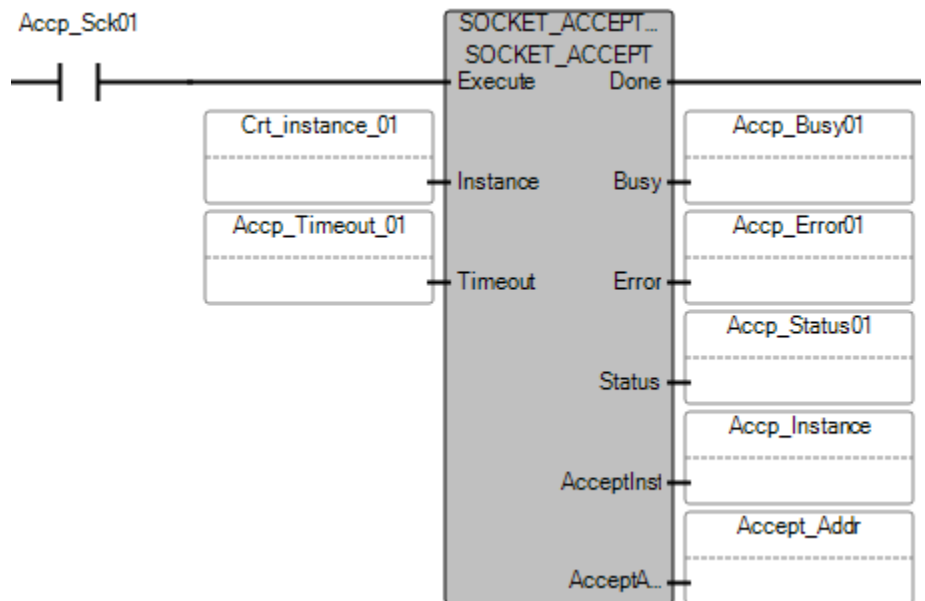 Accp_Sck01
SOCKET_ACCEPT...
SOCKET_ACCEPT
Execute Done
Crt_instance_01 Accp_Busy01
Instance Busy
Accp_Timeout_01 Accp_Error01
Timeout Error
Accp_Status01
Status
Accp_Instance
AcceptInst
Accept_Addr
AcceptA...